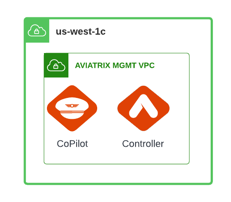 us-west-1c
AVIATRIX MGMT VPC
CoPilot Controller